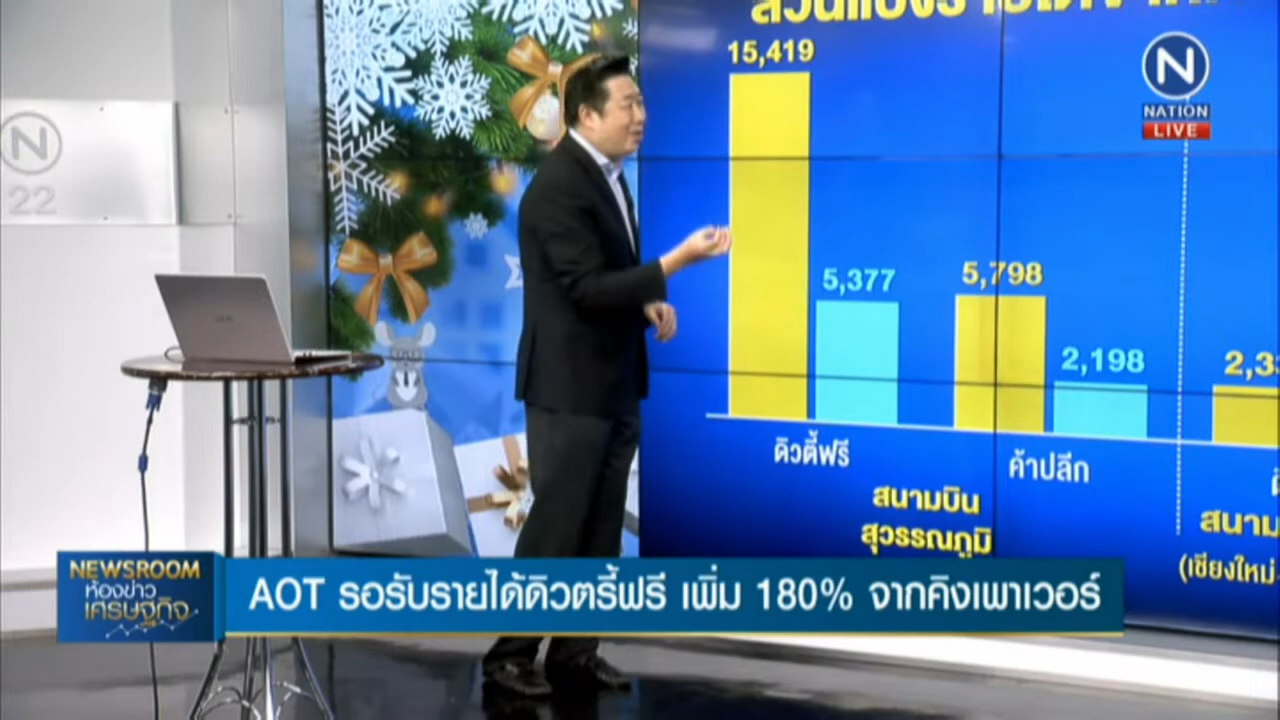 15,419
5,377
5,798
2,198
ดิวตี้ฟรี
ค้าปลีก
สนามบิน
สุวรรณภูมิ
(เชียงใหม่
N
NATION
LIVE
N
22
NEWSROOM
ห้องข่าว
เศรษฐกิจ
AOT รอรับรายได้ดิวตรี้ฟรี เพิ่ม 180% จากคิงเพาเวอร์